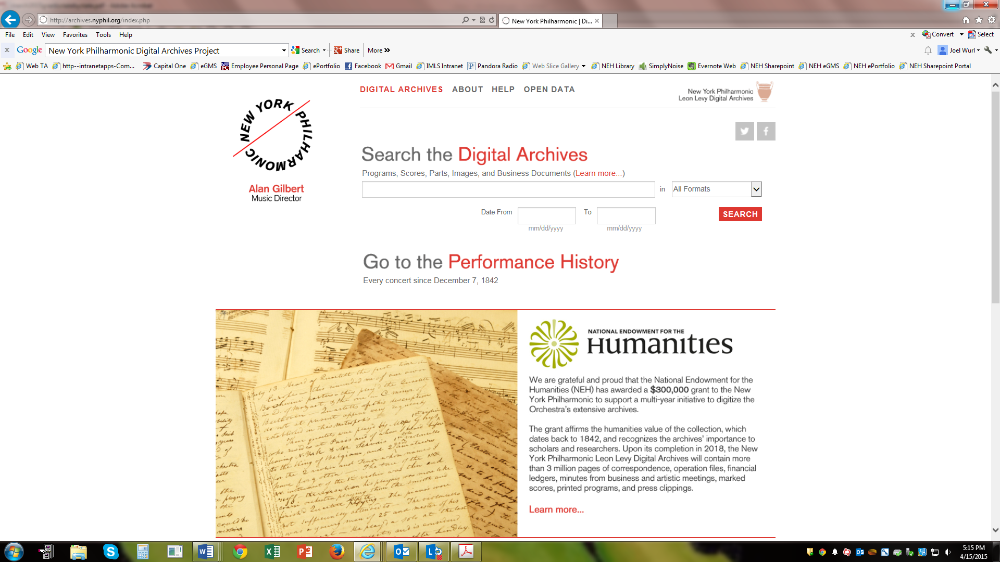 http://archives.nyphil.org/index.php
New York Philharmonic | Di...
File Edit View Favorites Tools Help
Convert Select
Google New York Philharmonic Digital Archives Project Search Share More »
Joel Wurl
Web TA http--intranetapps-Com... Capital One eGMS Employee Personal Page ePortfolio Facebook Gmail IMLS Intranet Pandora Radio Web Slice Gallery NEH Library SimplyNoise Evernote Web NEH Sharepoint NEH eGMS NEH ePortfolio NEH Sharepoint Portal
DIGITAL ARCHIVES ABOUT HELP OPEN DATA
New York Philharmonic
Leon Levy Digital Archives
NEW YORK PHILHARMONIC
Alan Gilbert
Music Director
Search the Digital Archives
Programs, Scores, Parts, Images, and Business Documents (Learn more...)
in All Formats
Date From To SEARCH
mm/dd/yyyy mm/dd/yyyy
Go to the Performance History
Every concert since December 7, 1842
NATIONAL ENDOWMENT FOR THE
Humanities
We are grateful and proud that the National Endowment for the
Humanities (NEH) has awarded a $300,000 grant to the New
York Philharmonic to support a multi-year initiative to digitize the
Orchestra's extensive archives.
The grant affirms the humanities value of the collection, which
dates back to 1842, and recognizes the archives' importance to
scholars and researchers. Upon its completion in 2018, the New
York Philharmonic Leon Levy Digital Archives will contain more
than 3 million pages of correspondence, operation files, financial
ledgers, minutes from business and artistic meetings, marked
scores, printed programs, and press clippings.
Learn more...
5:15 PM
4/15/2015